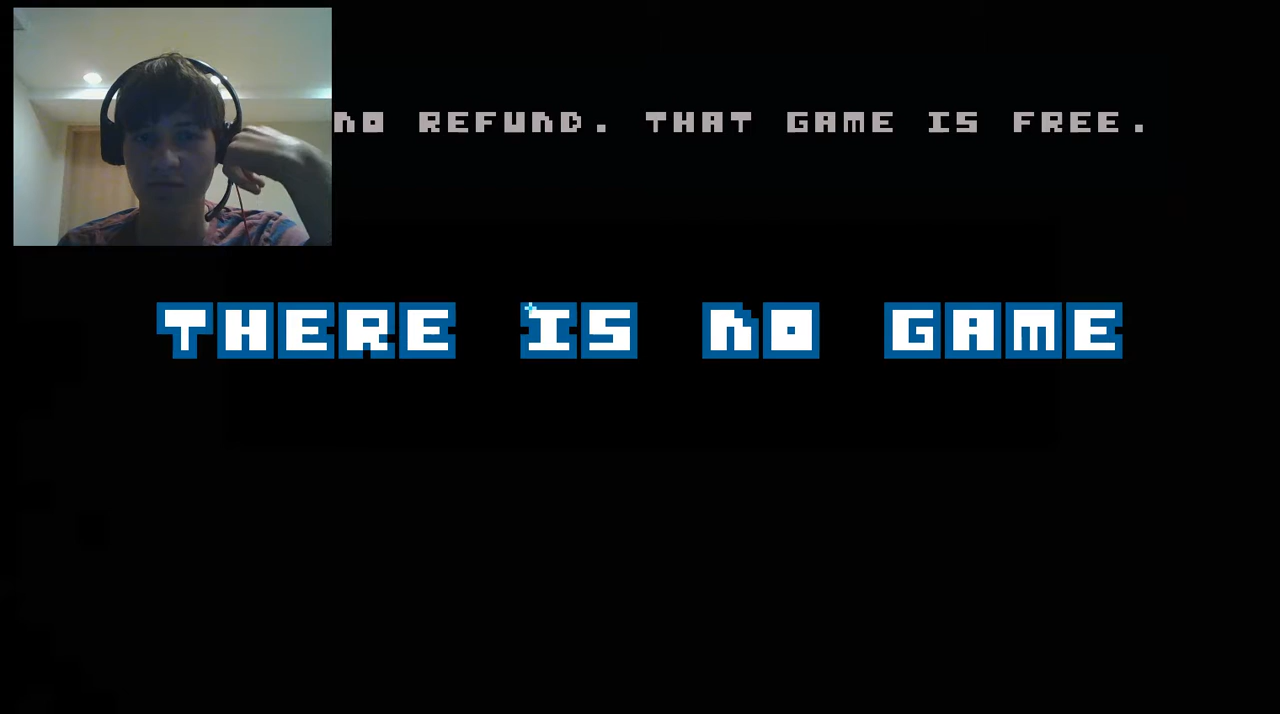 NO REFUND. THAT GAME IS FREE.
THERE IS NO GAME